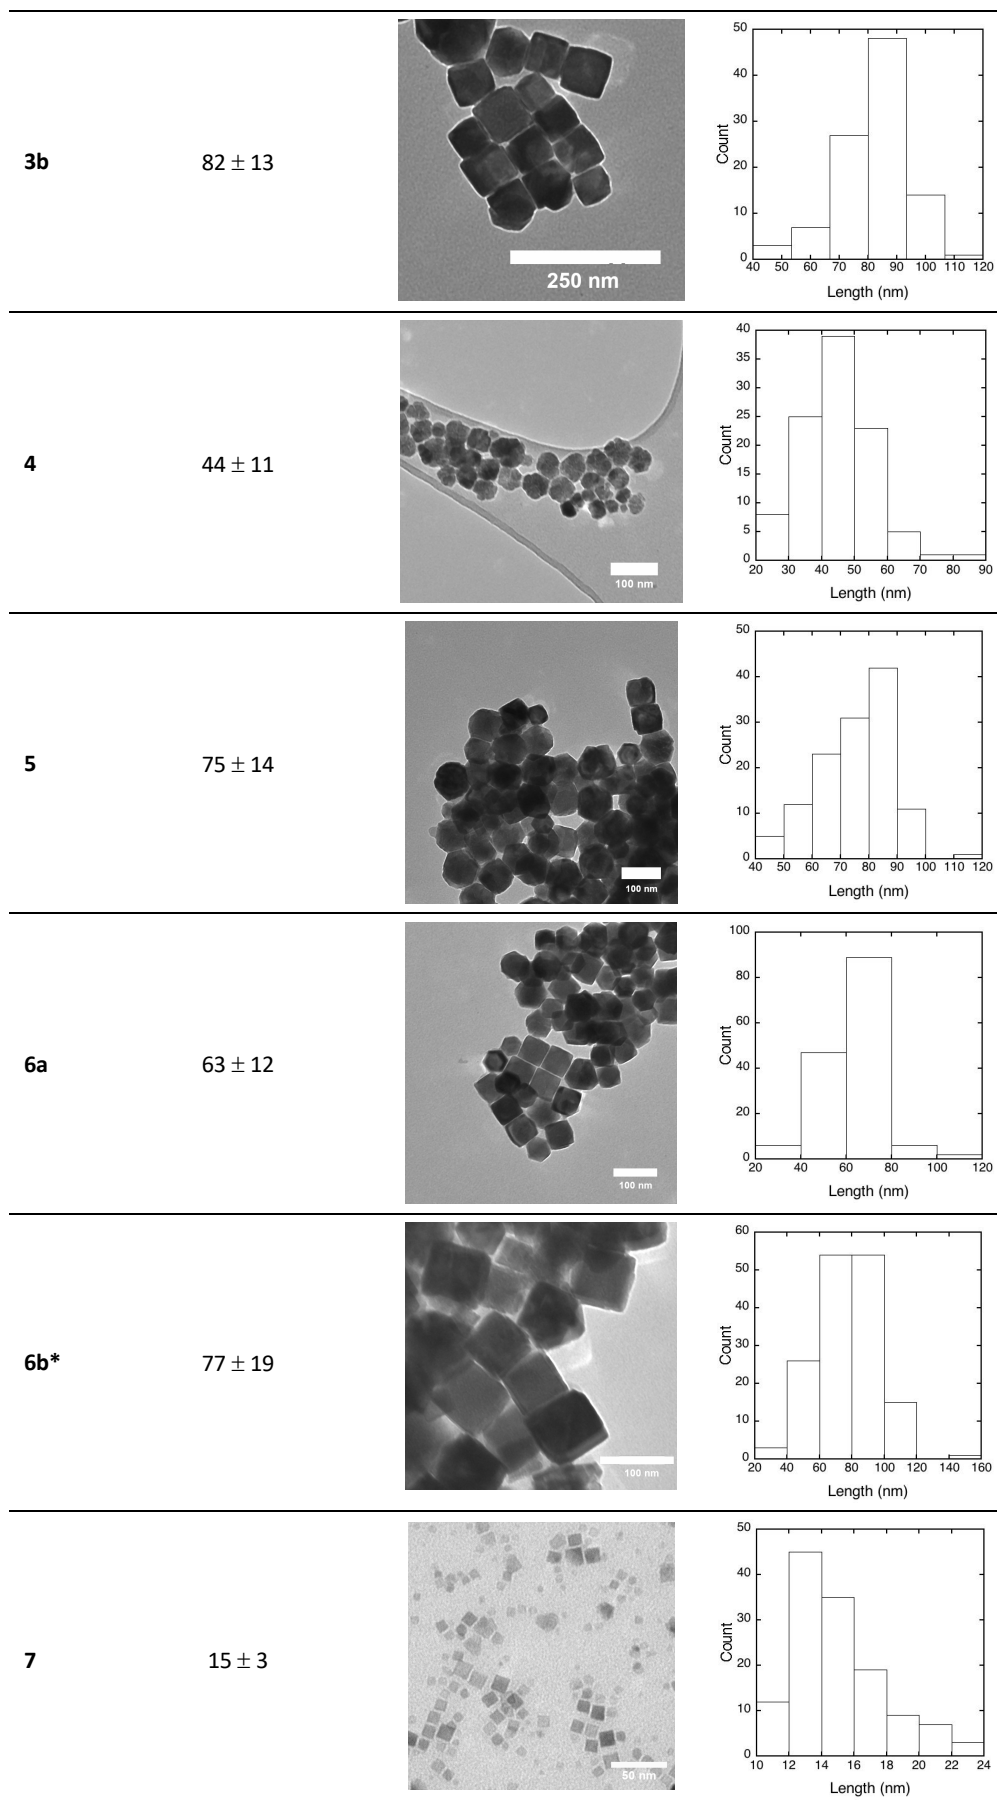 3b
82 ± 13
250 nm
50
40
30
20
10
0
Count
40 50 60 70 80 90 100 110 120
Length (nm)
4
44 ± 11
100 nm
40
35
30
25
20
15
10
5
0
Count
20 30 40 50 60 70 80 90
Length (nm)
5
75 ± 14
100 nm
50
40
30
20
10
0
Count
40 50 60 70 80 90 100 110 120
Length (nm)
6a
63 ± 12
100 nm
100
80
60
40
20
0
Count
20 40 60 80 100 120
Length (nm)
6b*
77 ± 19
100 nm
60
50
40
30
20
10
0
Count
20 40 60 80 100 120 140 160
Length (nm)
7
15 ± 3
50 nm
50
40
30
20
10
0
Count
10 12 14 16 18 20 22 24
Length (nm)